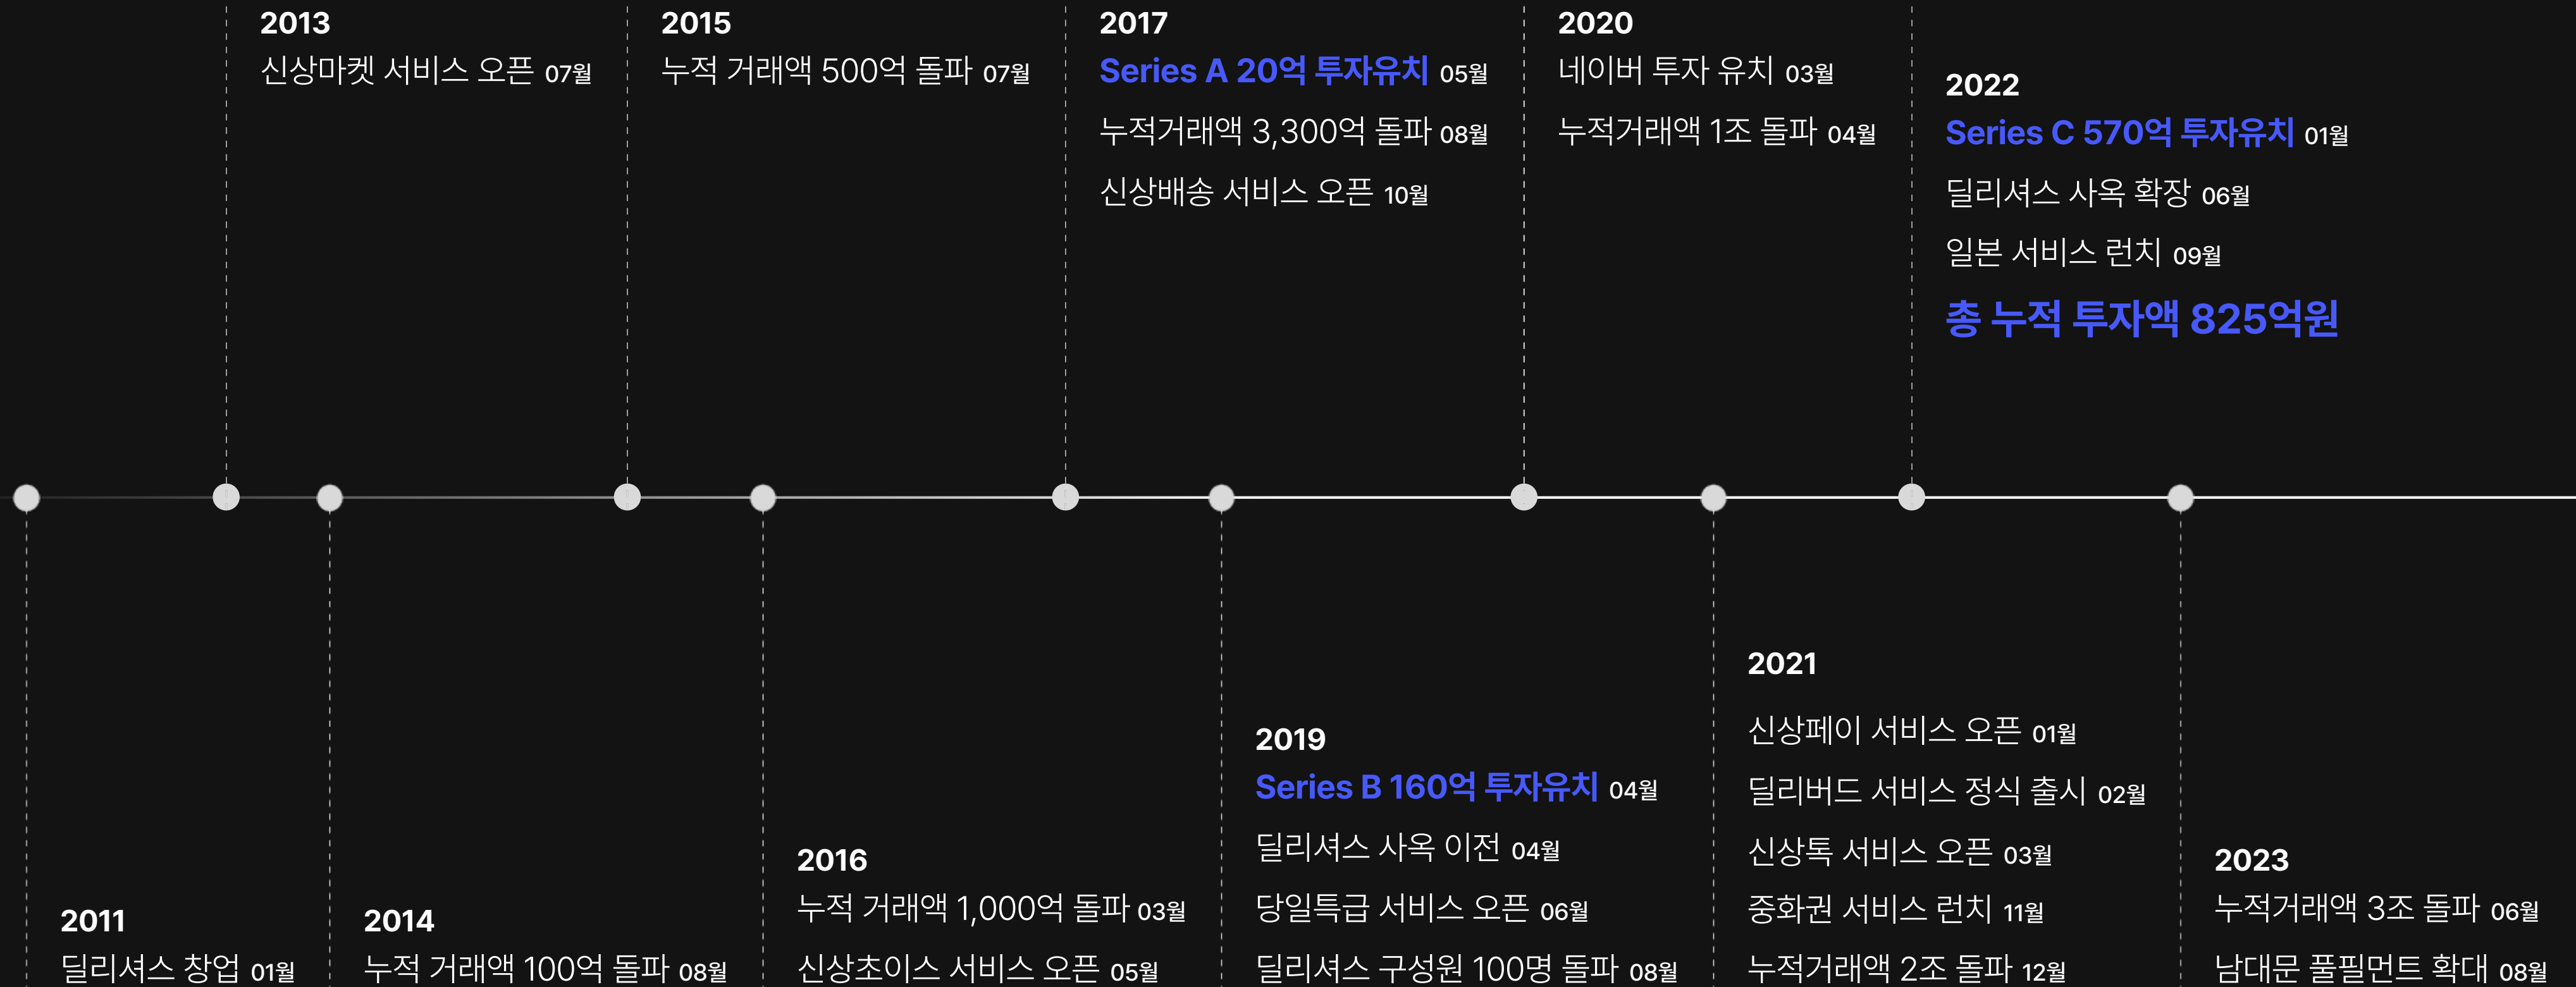 2013
신상마켓 서비스 오픈 07월
2015
누적 거래액 500억 돌파 07월
2017
Series A 20억 투자유치 05월
누적거래액 3,300억 돌파 08월
신상배송 서비스 오픈 10월
2020
네이버 투자 유치 03월
누적거래액 1조 돌파 04월
2022
Series C 570억 투자유치 01월
딜리셔스 사옥 확장 06월
일본 서비스 런치 09월
총 누적 투자액 825억원
2011
딜리셔스 창업 01월
2014
누적 거래액 100억 돌파 08월
2016
누적 거래액 1,000억 돌파 03월
신상초이스 서비스 오픈 05월
2019
Series B 160억 투자유치 04월
딜리셔스 사옥 이전 04월
당일특급 서비스 오픈 06월
딜리셔스 구성원 100명 돌파 08월
2021
신상페이 서비스 오픈 01월
딜리버드 서비스 정식 출시 02월
신상톡 서비스 오픈 03월
중화권 서비스 런치 11월
누적거래액 2조 돌파 12월
2023
누적거래액 3조 돌파 06월
남대문 풀필먼트 확대 08월